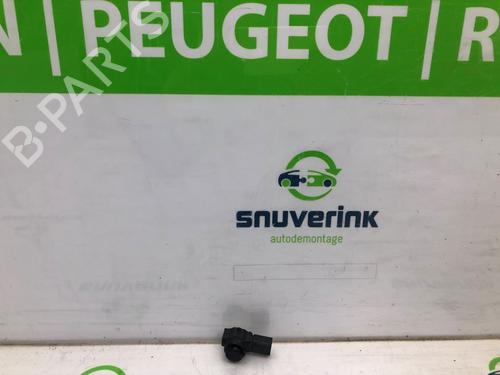 N | PEUGEOT | R
B-PARTS
snuverink
autodemontage